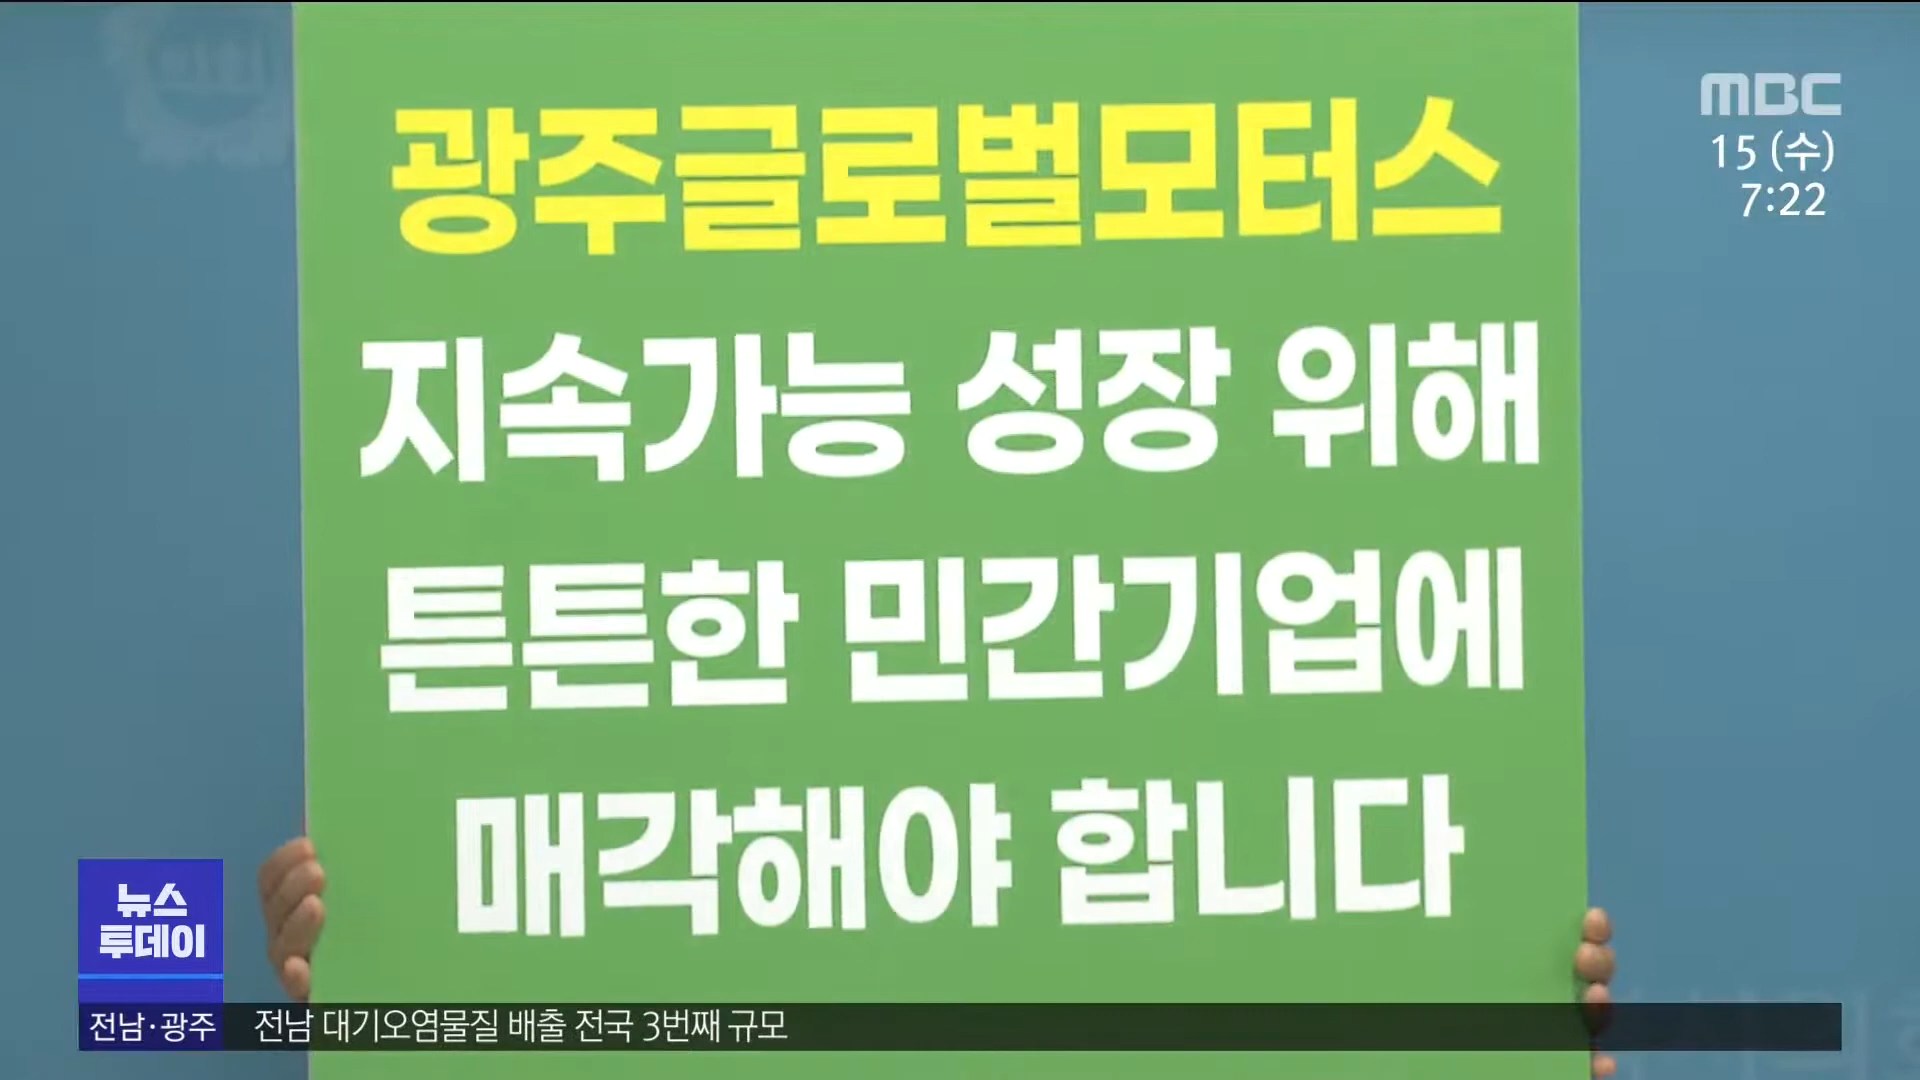 광주글로벌모터스
지속가능 성장 위해
튼튼한 민간기업에
매각해야 합니다
MBC
15 (수)
7:22
뉴스
투데이
전남·광주
전남 대기오염물질 배출 전국 3번째 규모